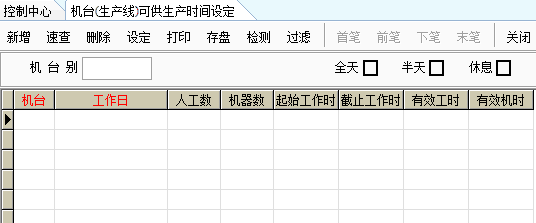 控制中心 机台(生产线)可供生产时间设定
新增 速查 删除 设定 打印 存盘 检测 过滤 首笔 前笔 下笔 末笔 关闭
机 台 别 全天 半天 休息
机台 工作日 人工数 机器数 起始工作时 截止工作时 有效工时 有效机时